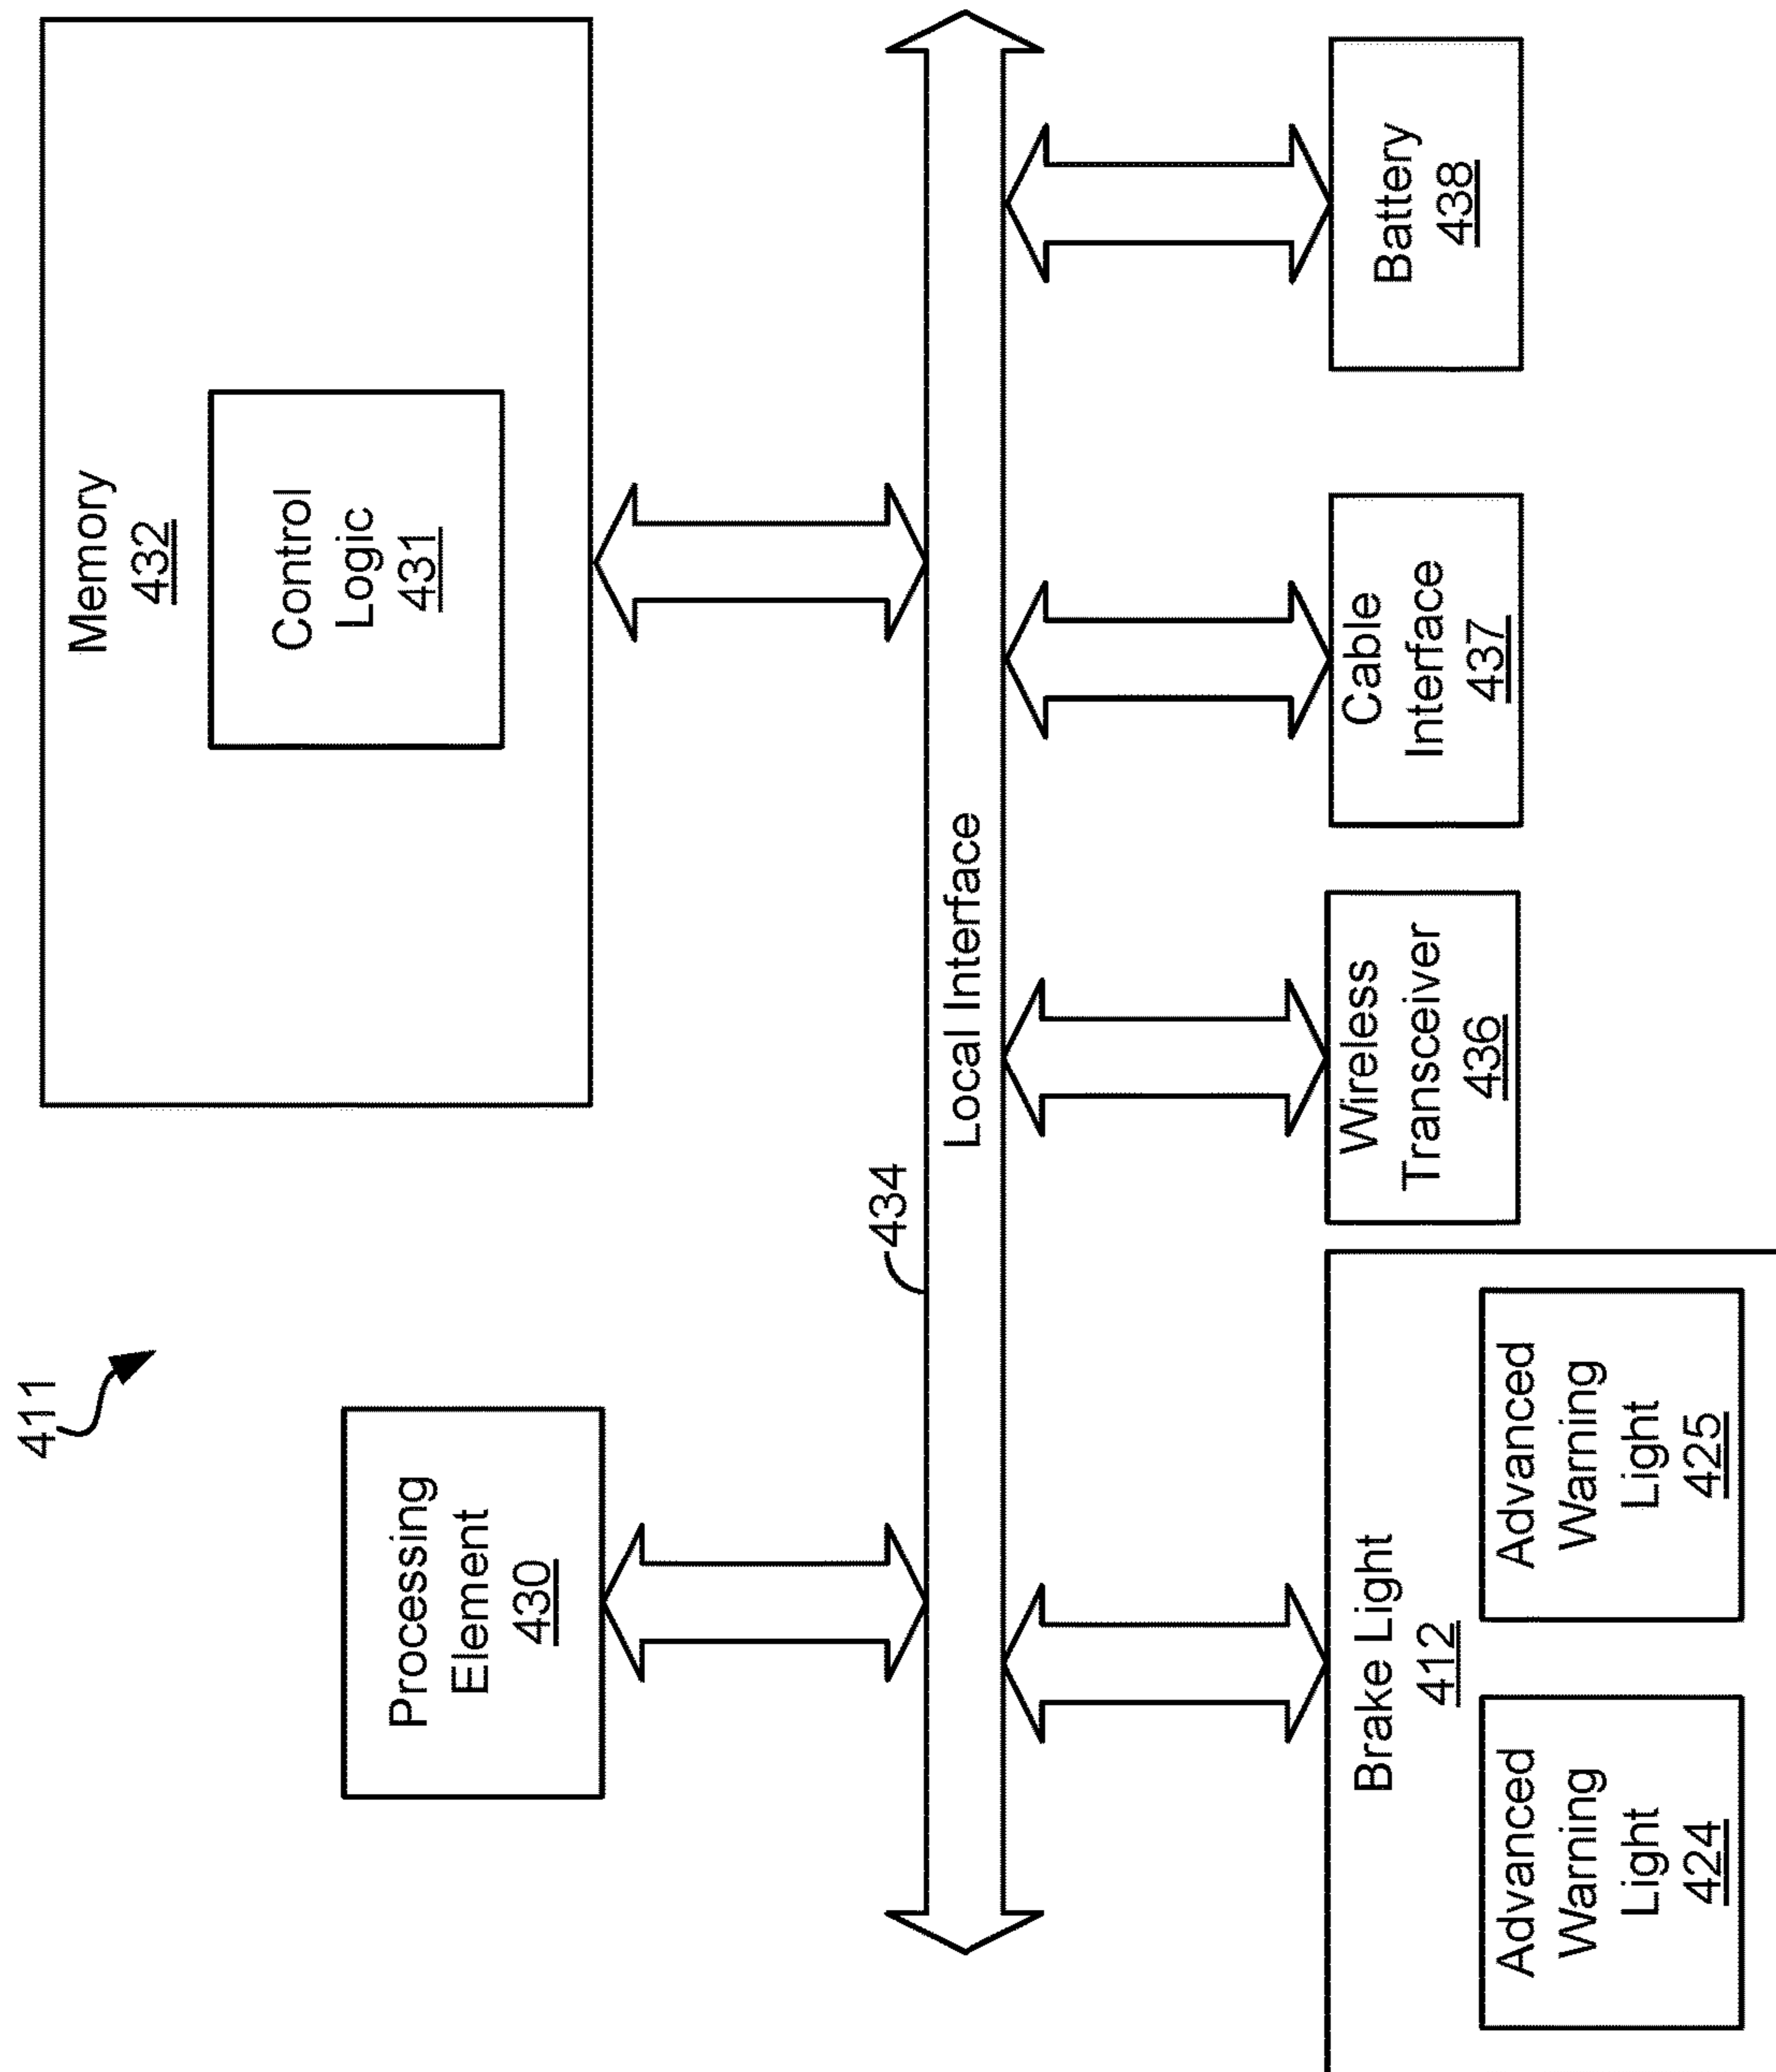 411
Processing
Element
430
Memory
432
Control
Logic
431
434
Local Interface
Brake Light
412
Advanced
Warning
Light
424
Advanced
Warning
Light
425
Wireless
Transceiver
436
Cable
Interface
437
Battery
438